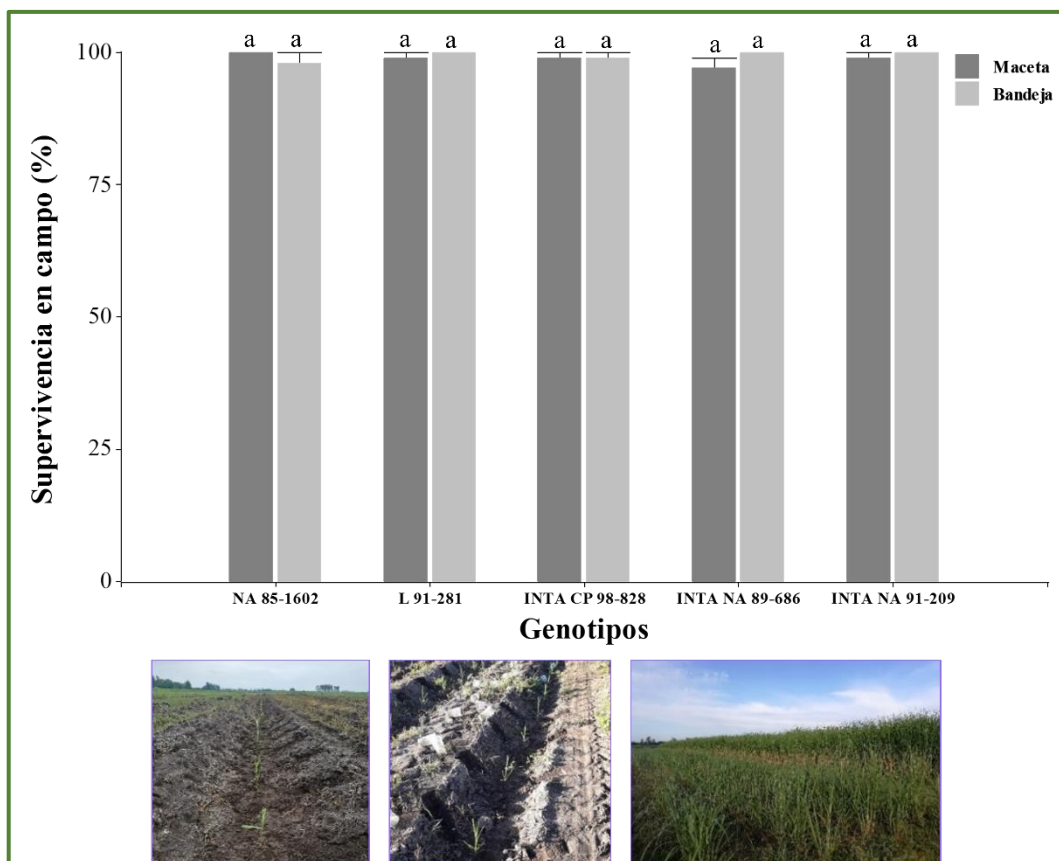 a a a a a a a a a a
Maceta
Bandeja
100
75
50
25
0
Supervivencia en campo (%)
NA 85-1602 L 91-281 INTA CP 98-828 INTA NA 89-686 INTA NA 91-209
Genotipos